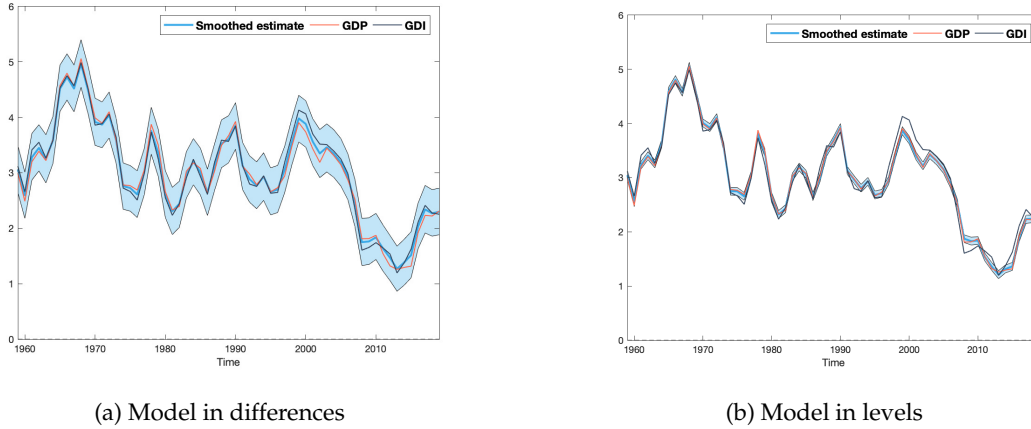 6
5
4
3
2
1
0
Smoothed estimate GDP GDI
1960 1970 1980 1990 2000 2010
Time
(a) Model in differences
6
5
4
3
2
1
0
Smoothed estimate GDP GDI
1960 1970 1980 1990 2000 2010
Time
(b) Model in levels